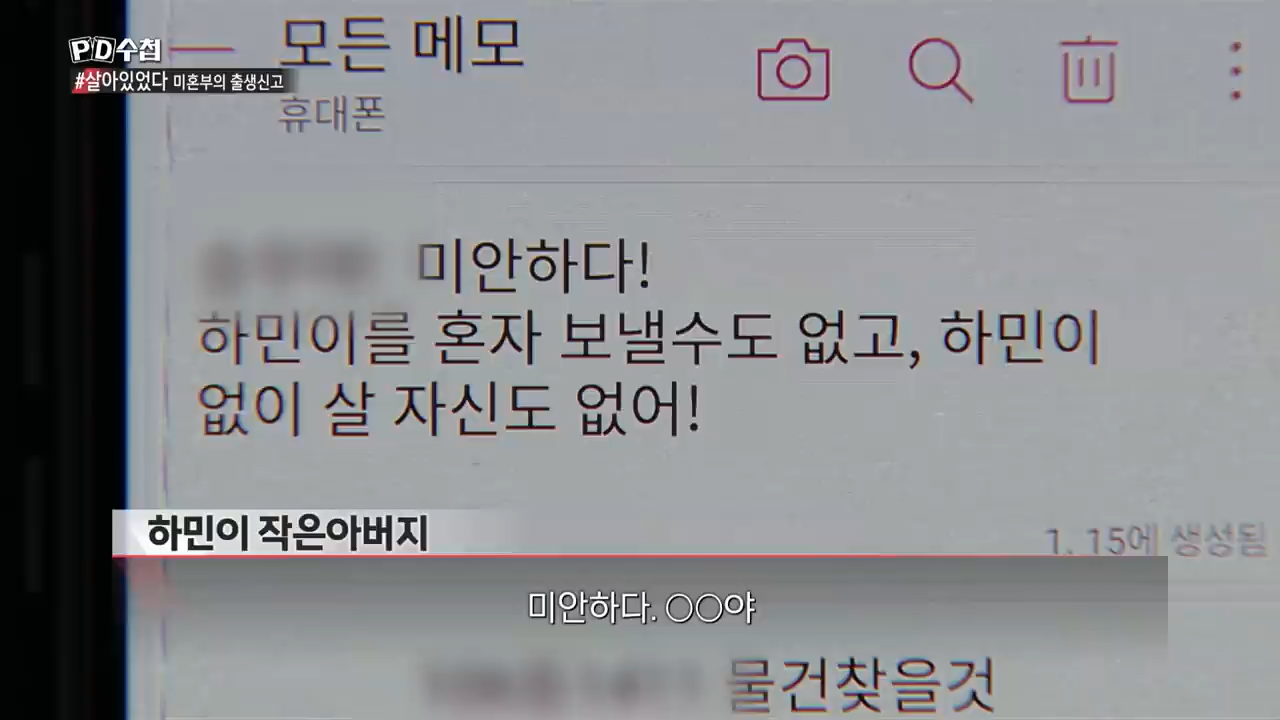 PD수첩
#살아있었다 미혼부의 출생신고
모든 메모
휴대폰
미안하다!
하민이를 혼자 보낼수도 없고, 하민이
없이 살 자신도 없어!
1. 15에 생성됨
하민이 작은아버지
미안하다. ○○야
물건찾을것